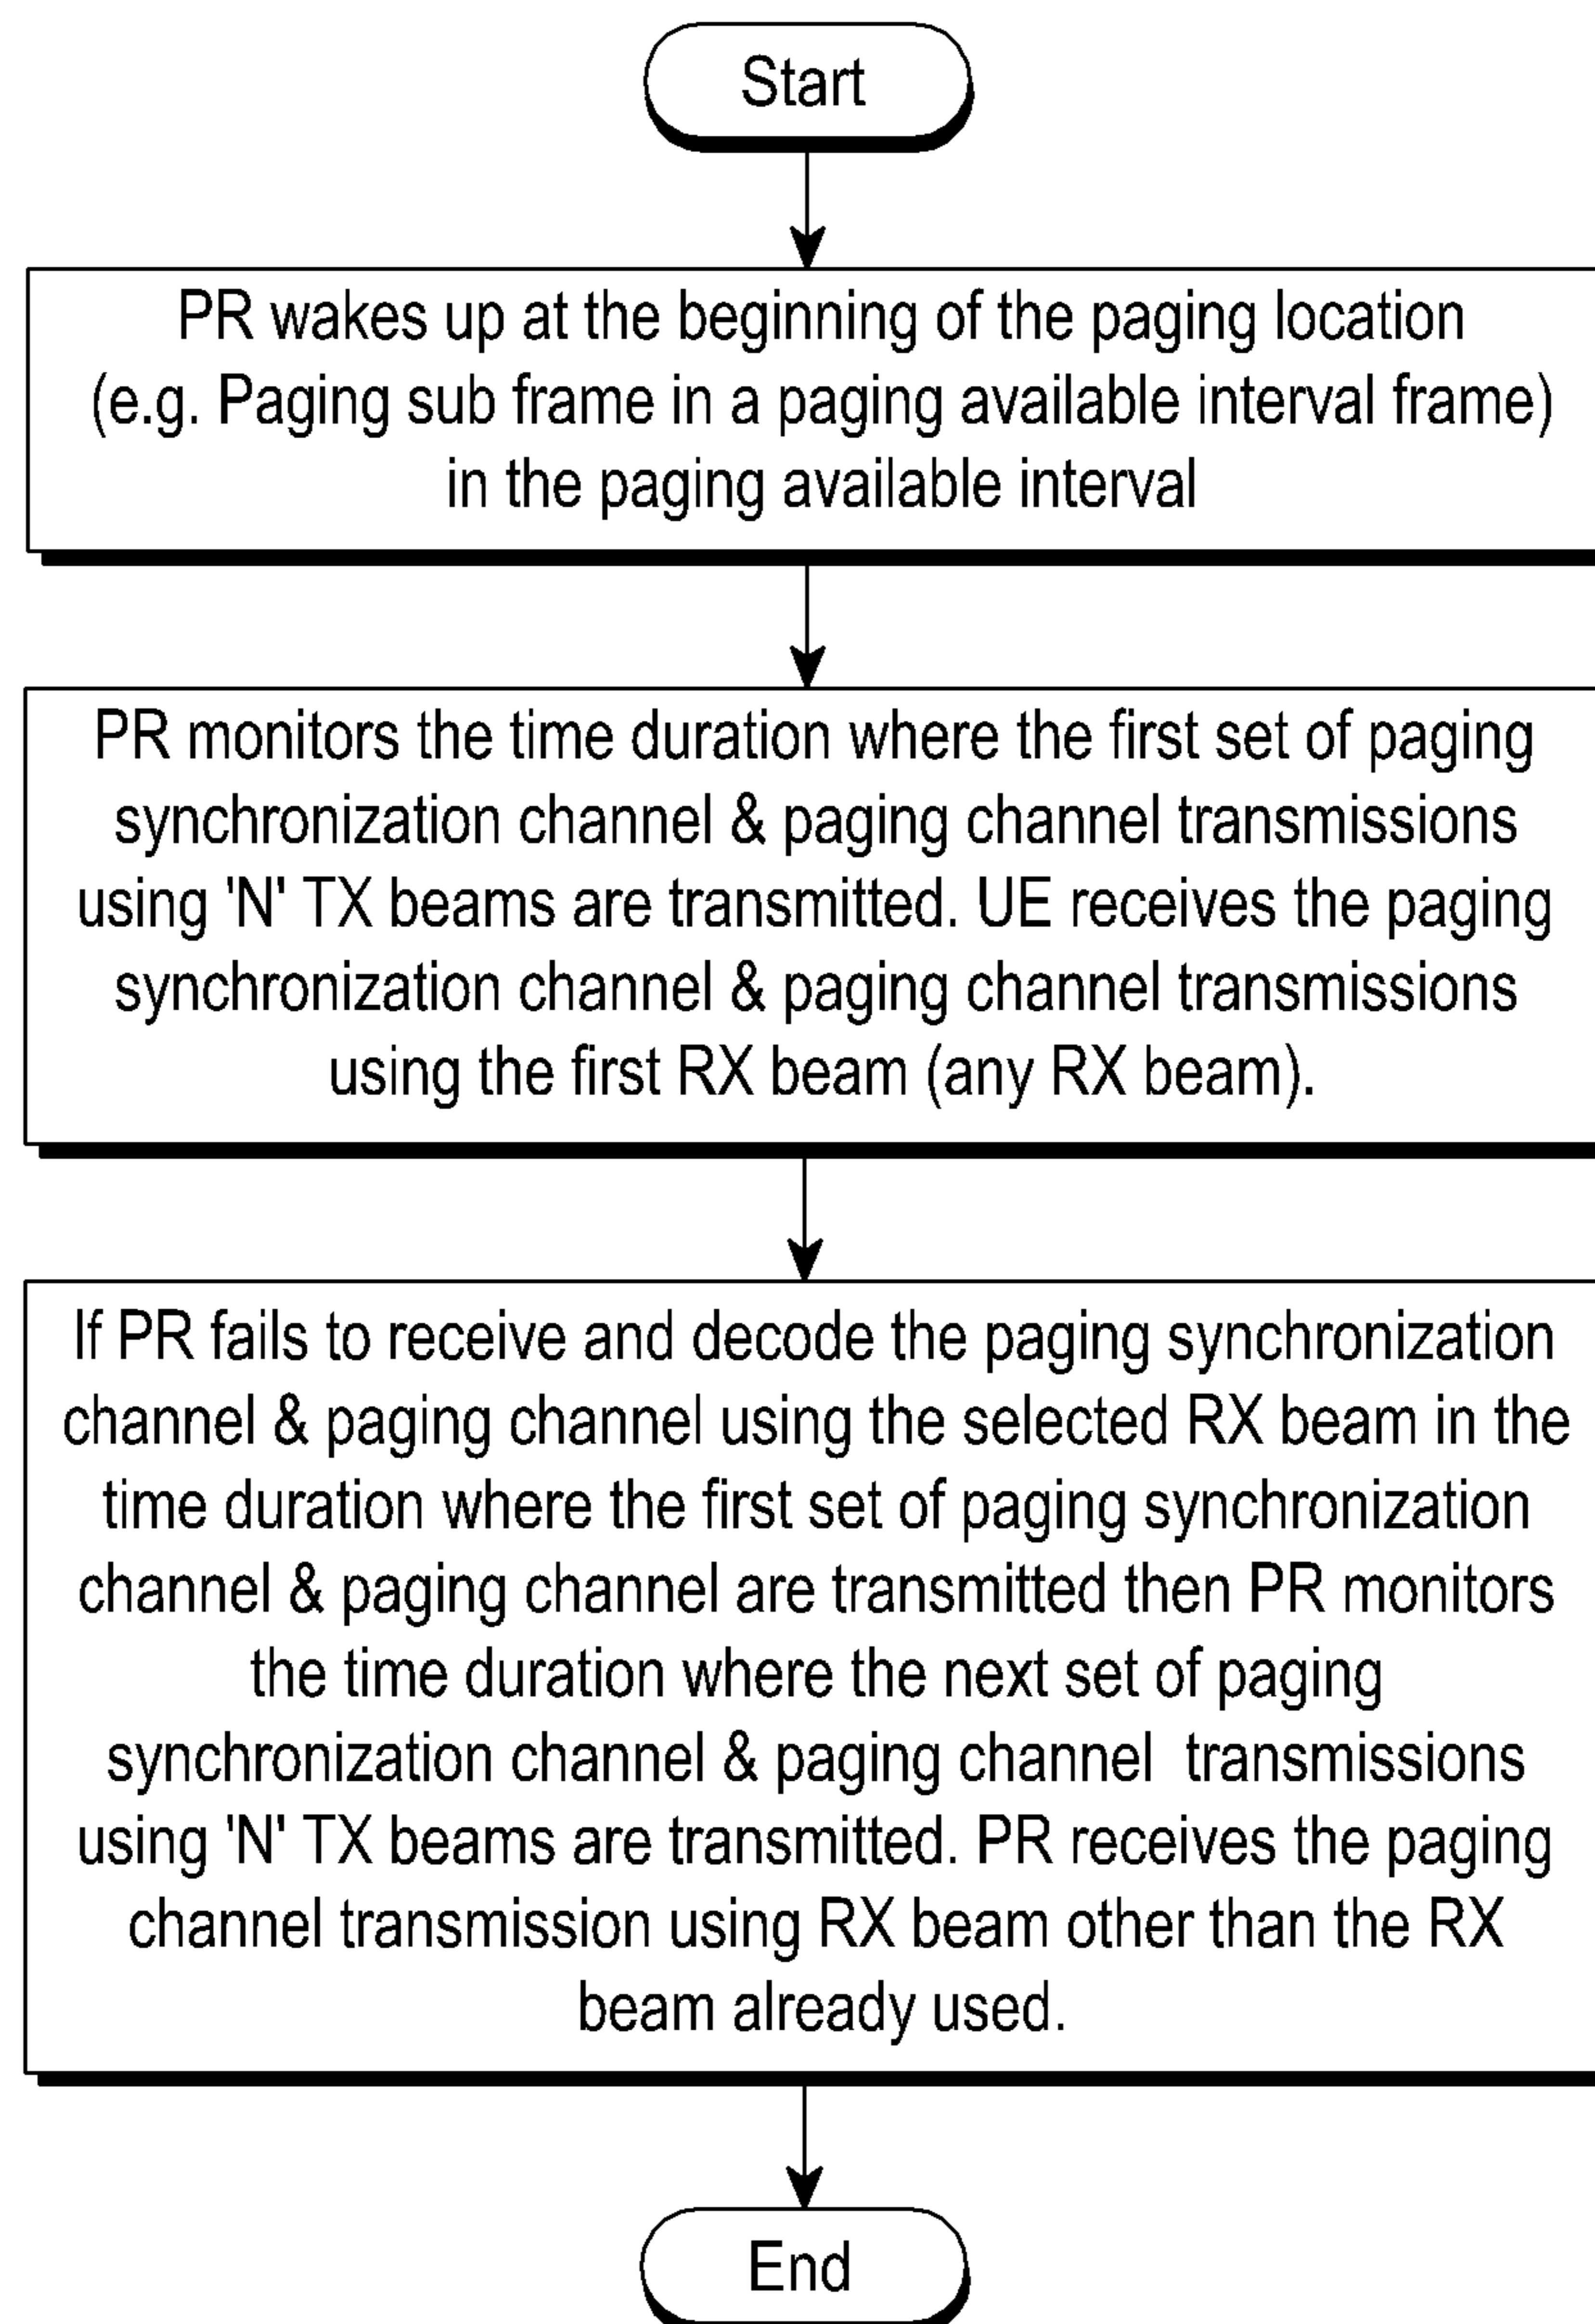 Start
PR wakes up at the beginning of the paging location
(e.g. Paging sub frame in a paging available interval frame)
in the paging available interval
PR monitors the time duration where the first set of paging
synchronization channel & paging channel transmissions
using 'N' TX beams are transmitted. UE receives the paging
synchronization channel & paging channel transmissions
using the first RX beam (any RX beam).
If PR fails to receive and decode the paging synchronization
channel & paging channel using the selected RX beam in the
time duration where the first set of paging synchronization
channel & paging channel are transmitted then PR monitors
the time duration where the next set of paging
synchronization channel & paging channel transmissions
using 'N' TX beams are transmitted. PR receives the paging
channel transmission using RX beam other than the RX
beam already used.
End